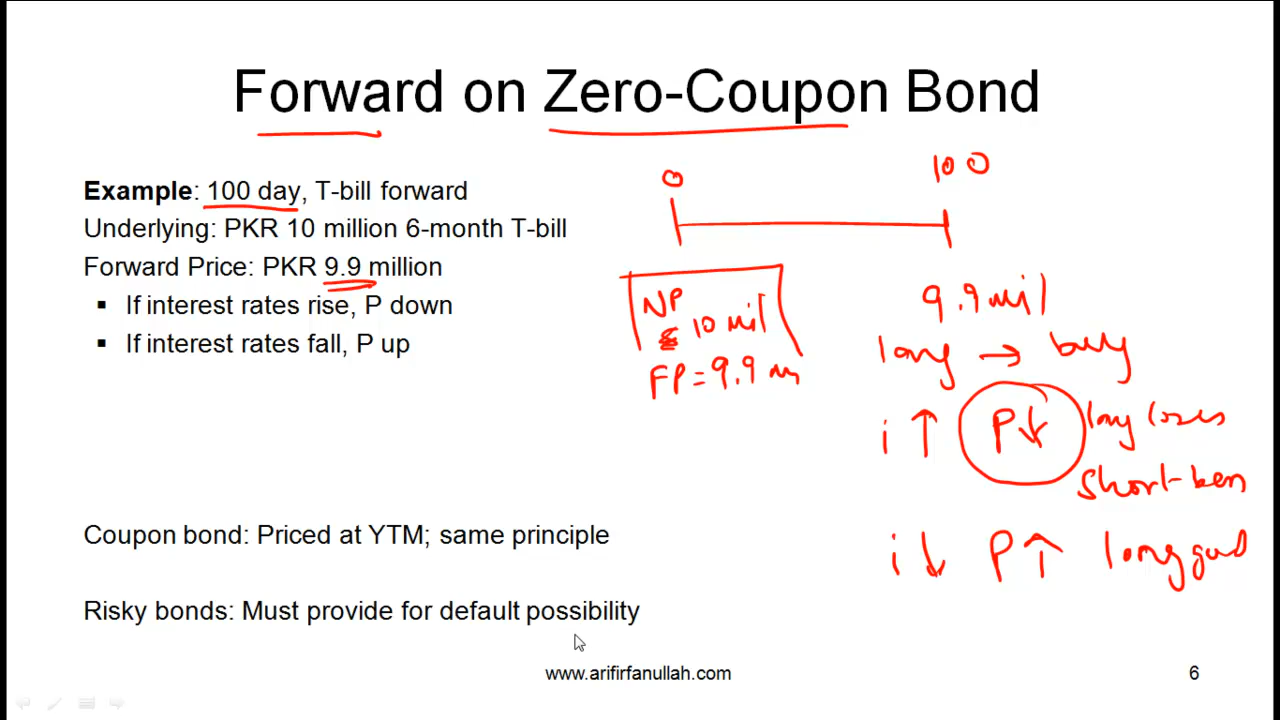 Forward on Zero-Coupon Bond
Example: 100 day, T-bill forward
Underlying: PKR 10 million 6-month T-bill
Forward Price: PKR 9.9 million
▪ If interest rates rise, P down
▪ If interest rates fall, P up
Coupon bond: Priced at YTM; same principle
Risky bonds: Must provide for default possibility
0
100
NP
10 mil
FP = 9.9 m
9.9 mil
long → buy
i ↑ P↓ long loses
short-ben
i ↓ P↑ long
www.arifirfanullah.com
6